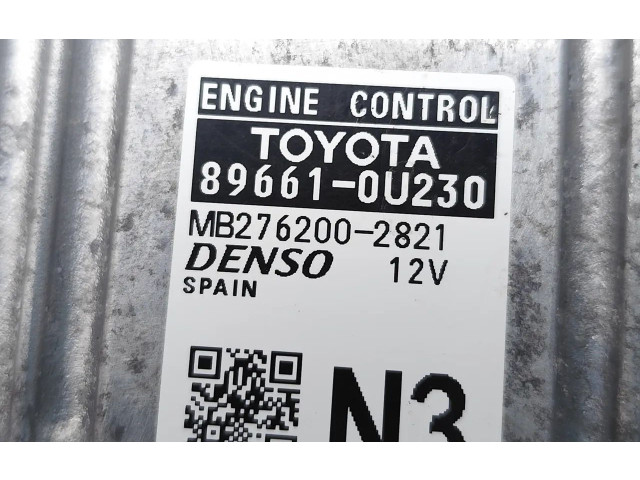 ENGINE CONTROL
TOYOTA
89661-0U230
MB276200-2821
DENSO 12V
SPAIN
N3